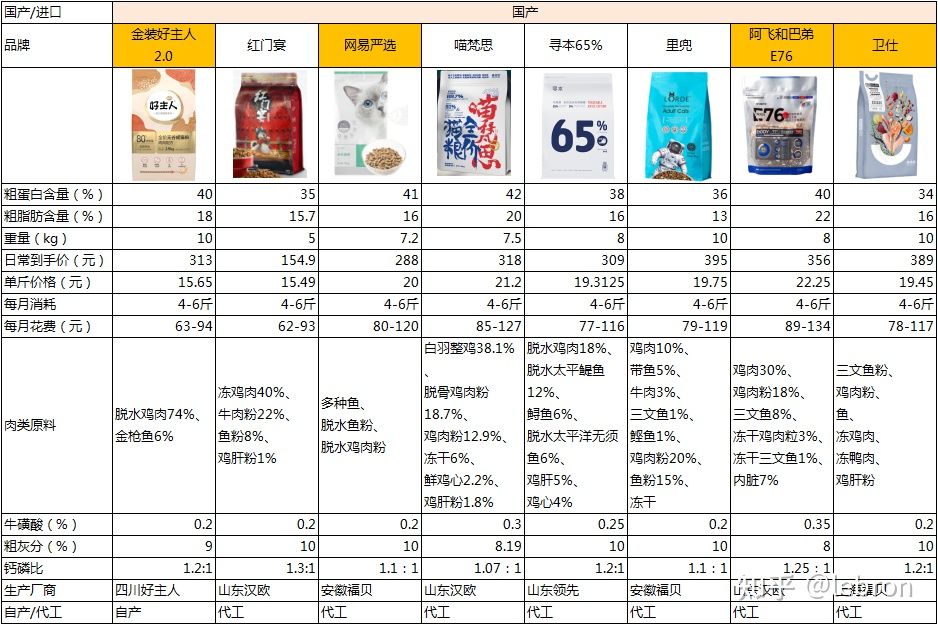 国产/进口 国产
品牌 金装好主人2.0 红门宴 网易严选 喵梵思 寻本65% 里兜 阿飞和巴弟E76 卫仕
好主人
80%
红门宴
喵梵思
全价猫粮
寻本
65%
LORDE
Adult Cats
E76
BODY
粗蛋白含量（%） 40 35 41 42 38 36 40 34
粗脂肪含量（%） 18 15.7 16 20 16 13 22 16
重量（kg） 10 5 7.2 7.5 8 10 8 10
日常到手价（元） 313 154.9 288 318 309 395 356 389
单斤价格（元） 15.65 15.49 20 21.2 19.3125 19.75 22.25 19.45
每月消耗 4-6斤 4-6斤 4-6斤 4-6斤 4-6斤 4-6斤 4-6斤 4-6斤
每月花费（元） 63-94 62-93 80-120 85-127 77-116 79-119 89-134 78-117
肉类原料
脱水鸡肉74%、
金枪鱼6%
冻鸡肉40%、
牛肉粉22%、
鱼粉8%、
鸡肝粉1%
多种鱼、
脱水鱼粉、
脱水鸡肉粉
白羽整鸡38.1%
、
脱骨鸡肉粉
18.7%、
鸡肉粉12.9%、
冻干6%、
鲜鸡心2.2%、
鸡肝粉1.8%
脱水鸡肉18%、
脱水太平鳀鱼
12%、
鲟鱼6%、
脱水太平洋无须
鱼6%、
鸡肝5%、
鸡心4%
鸡肉10%、
带鱼5%、
牛肉3%、
三文鱼1%、
鲣鱼1%、
鸡肉粉20%、
鱼粉15%、
冻干
鸡肉30%、
鸡肉粉18%、
三文鱼8%、
冻干鸡肉粒3%、
冻干三文鱼1%、
内脏7%
三文鱼粉、
鸡肉粉、
鱼、
冻鸡肉、
冻鸭肉、
鸡肝粉
牛磺酸（%） 0.2 0.2 0.2 0.3 0.25 0.2 0.35 0.2
粗灰分（%） 9 10 10 8.19 10 10 8 10
钙磷比 1.2:1 1.3:1 1.1：1 1.07：1 1.2:1 1.1：1 1.25：1 1.2:1
生产厂商 四川好主人 山东汉欧 安徽福贝 山东汉欧 山东领先 安徽福贝 山东汉欧 上海福贝
自产/代工 自产 代工 代工 代工 代工 代工 代工 代工
知乎 @lebron